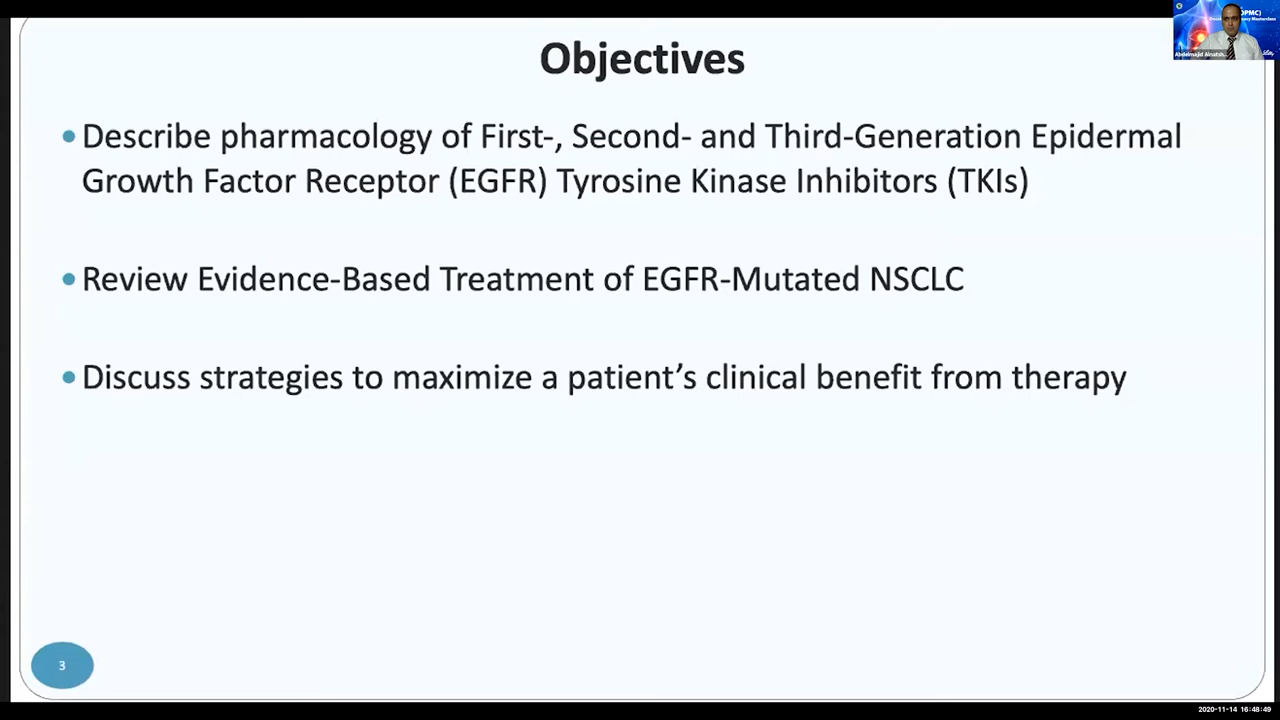 Objectives
• Describe pharmacology of First-, Second- and Third-Generation Epidermal
Growth Factor Receptor (EGFR) Tyrosine Kinase Inhibitors (TKIs)
• Review Evidence-Based Treatment of EGFR-Mutated NSCLC
• Discuss strategies to maximize a patient’s clinical benefit from therapy
3
2020-11-14 16:48:49